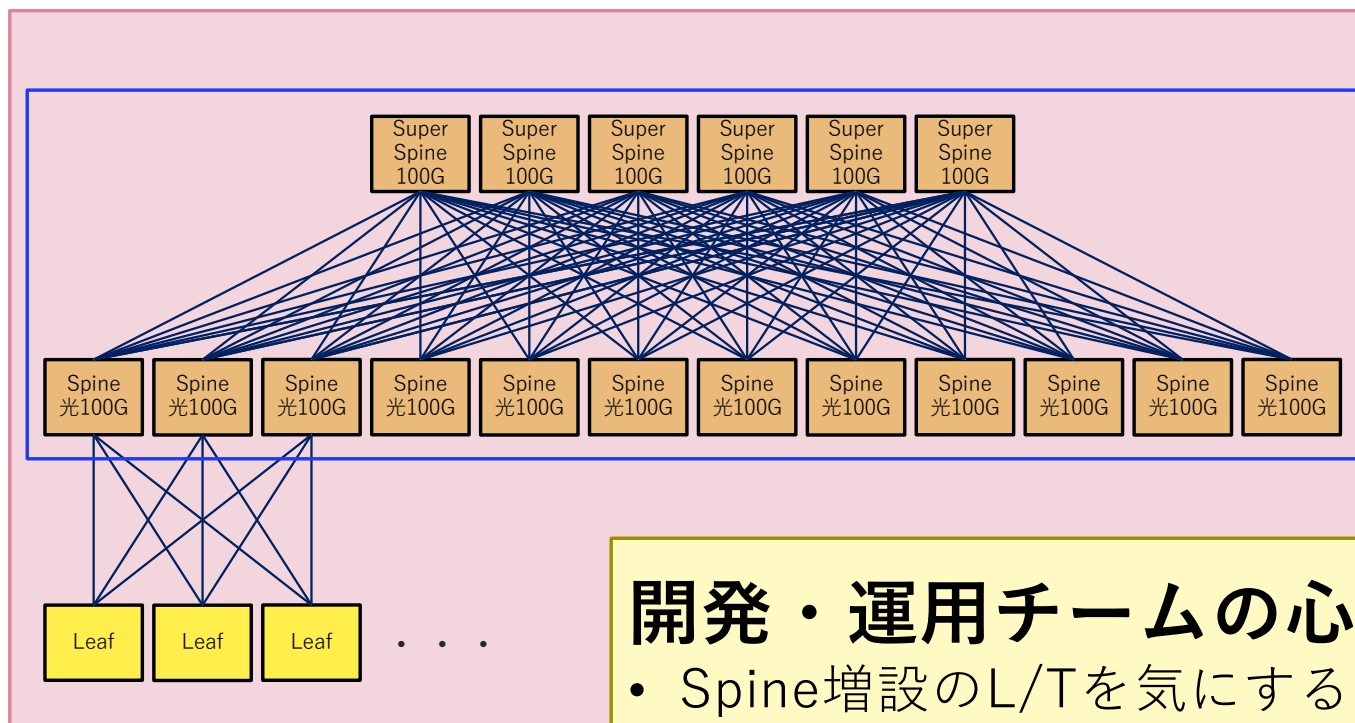 Super
Spine
100G
Super
Spine
100G
Super
Spine
100G
Super
Spine
100G
Super
Spine
100G
Super
Spine
100G
Spine
光100G
Spine
光100G
Spine
光100G
Spine
光100G
Spine
光100G
Spine
光100G
Spine
光100G
Spine
光100G
Spine
光100G
Spine
光100G
Spine
光100G
Spine
光100G
Leaf
Leaf
Leaf
・・・
開発・運用チームの心
• Spine増設のL/Tを気にする